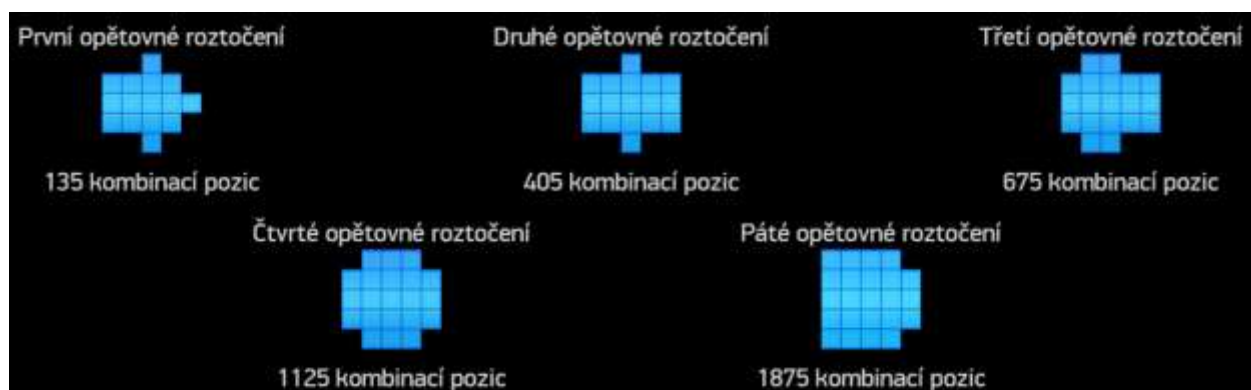 První opětovné roztočení
Druhé opětovné roztočení
Třetí opětovné roztočení
135 kombinací pozic
405 kombinací pozic
675 kombinací pozic
Čtvrté opětovné roztočení
Páté opětovné roztočení
1125 kombinací pozic
1875 kombinací pozic